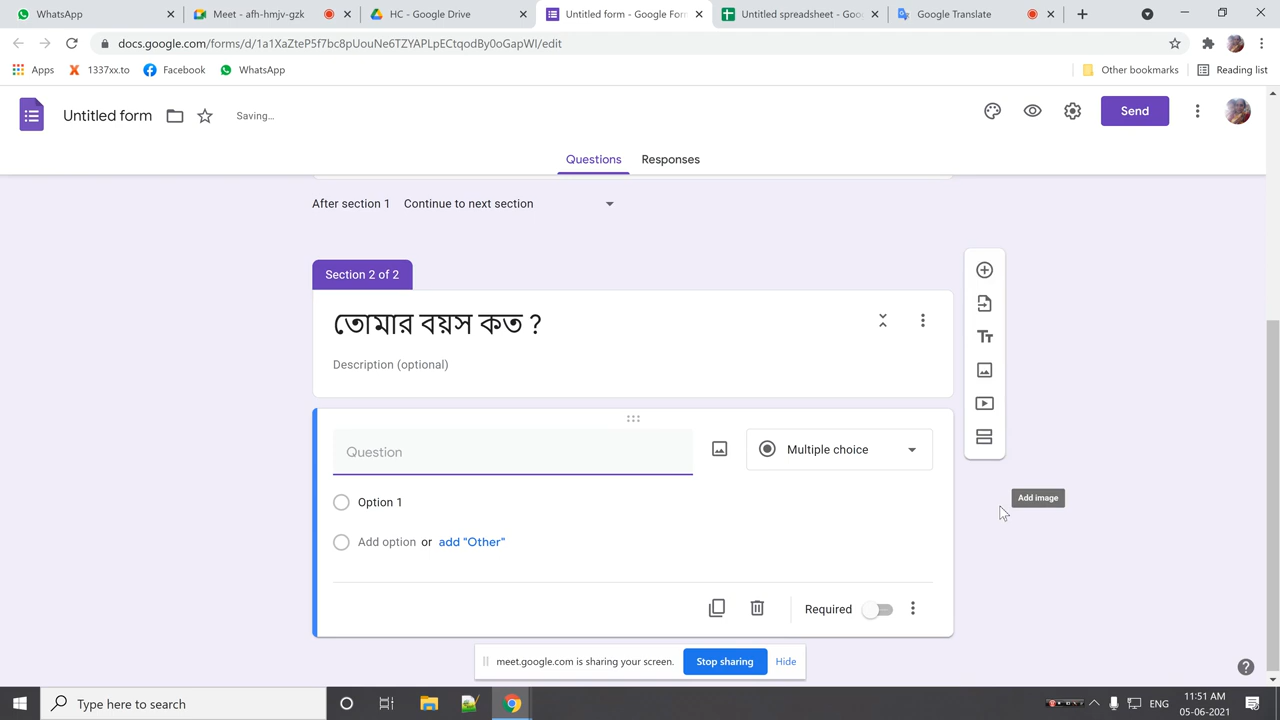 WhatsApp
Meet - afh-hmjy-gzk
HC - Google Drive
Untitled form - Google Forms
Untitled spreadsheet - Goo
Google Translate
docs.google.com/forms/d/1a1XaZteP5f7bc8pUouNe6TZYAPLpECtqodBy0oGapWI/edit
Apps
1337xx.to
Facebook
WhatsApp
Other bookmarks
Reading list
Untitled form
Saving...
Send
Questions
Responses
After section 1
Continue to next section
Section 2 of 2
তোমার বয়স কত ?
Description (optional)
Question
Multiple choice
Option 1
Add image
Add option or add "Other"
Required
meet.google.com is sharing your screen.
Stop sharing
Hide
Type here to search
ENG
11:51 AM
05-06-2021